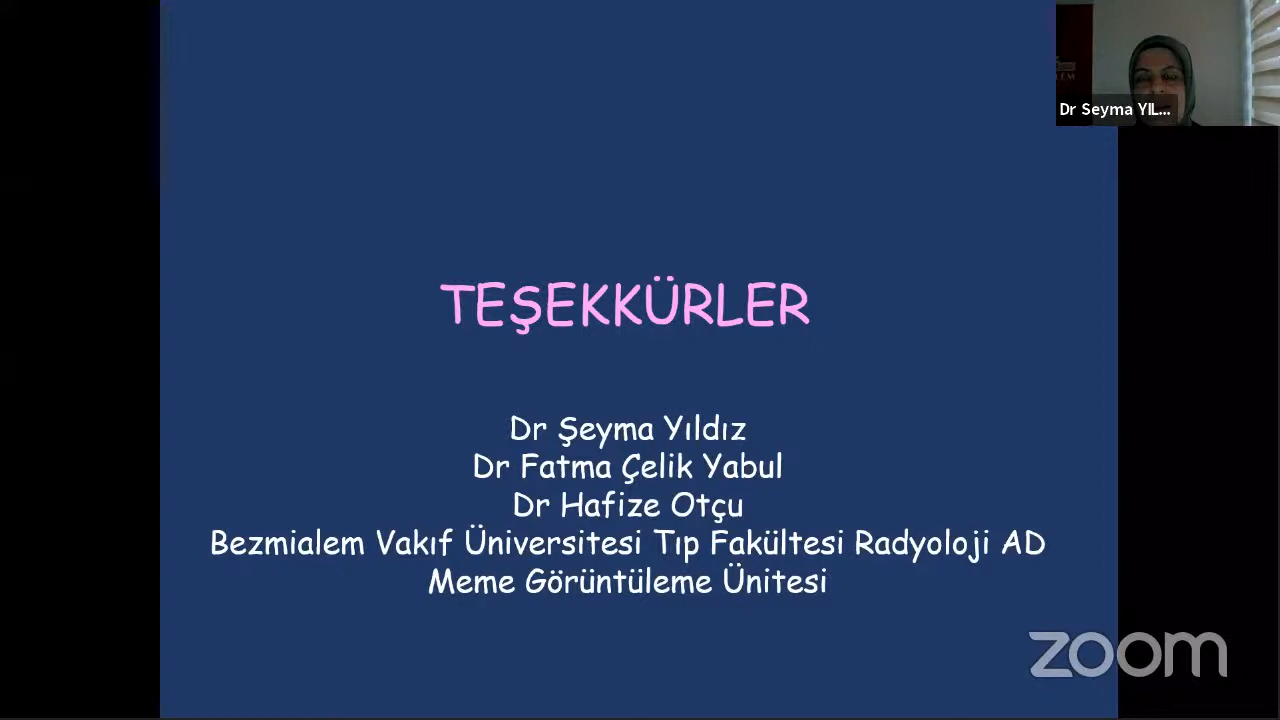 Dr Seyma YIL...
TEŞEKKÜRLER
Dr Şeyma Yıldız
Dr Fatma Çelik Yabul
Dr Hafize Otçu
Bezmialem Vakıf Üniversitesi Tıp Fakültesi Radyoloji AD
Meme Görüntüleme Ünitesi
zoom